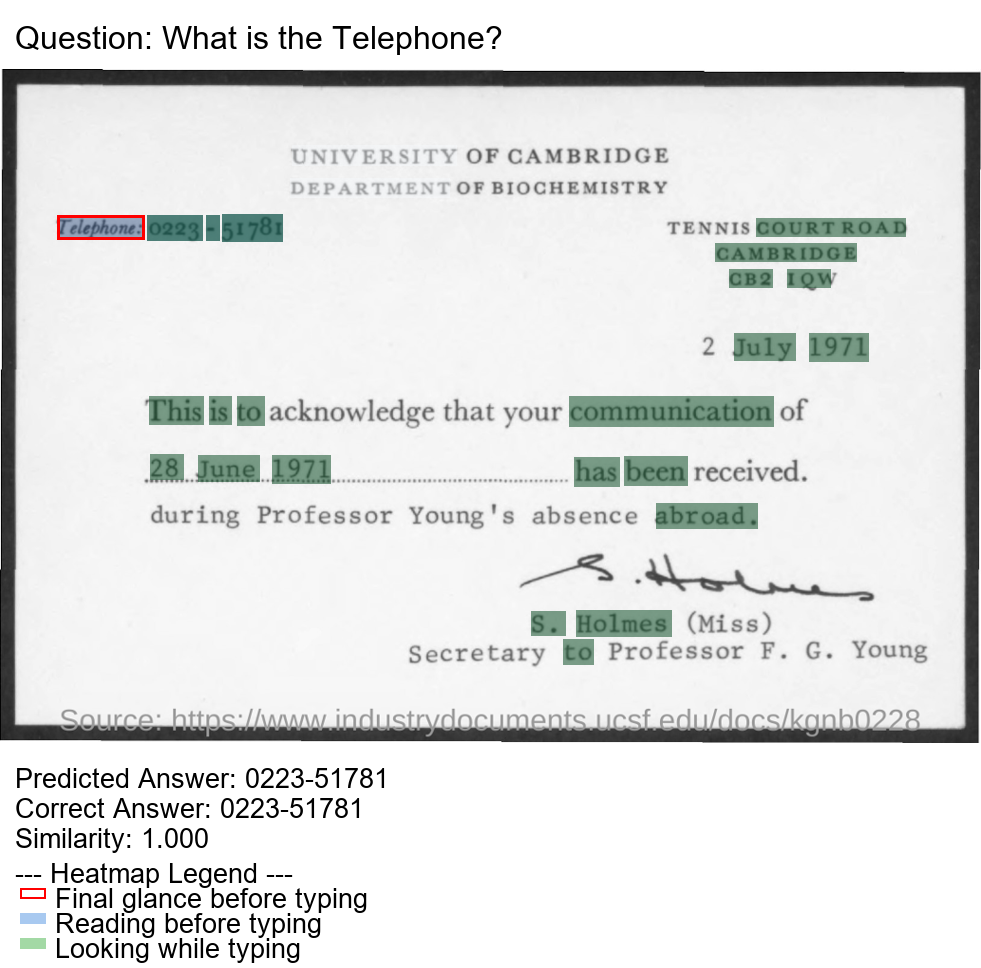 Question: What is the Telephone?
UNIVERSITY OF CAMBRIDGE
DEPARTMENT OF BIOCHEMISTRY
Telephone: 0223 - 51781
TENNIS COURT ROAD
CAMBRIDGE
CB2 1QW
2 July 1971
This is to acknowledge that your communication of
28 June 1971 has been received.
during Professor Young's absence abroad.
S. Holmes
S. Holmes (Miss)
Secretary to Professor F. G. Young
Source: https://www.industrydocuments.ucsf.edu/docs/kgnb0228
Predicted Answer: 0223-51781
Correct Answer: 0223-51781
Similarity: 1.000
--- Heatmap Legend ---
Final glance before typing
Reading before typing
Looking while typing